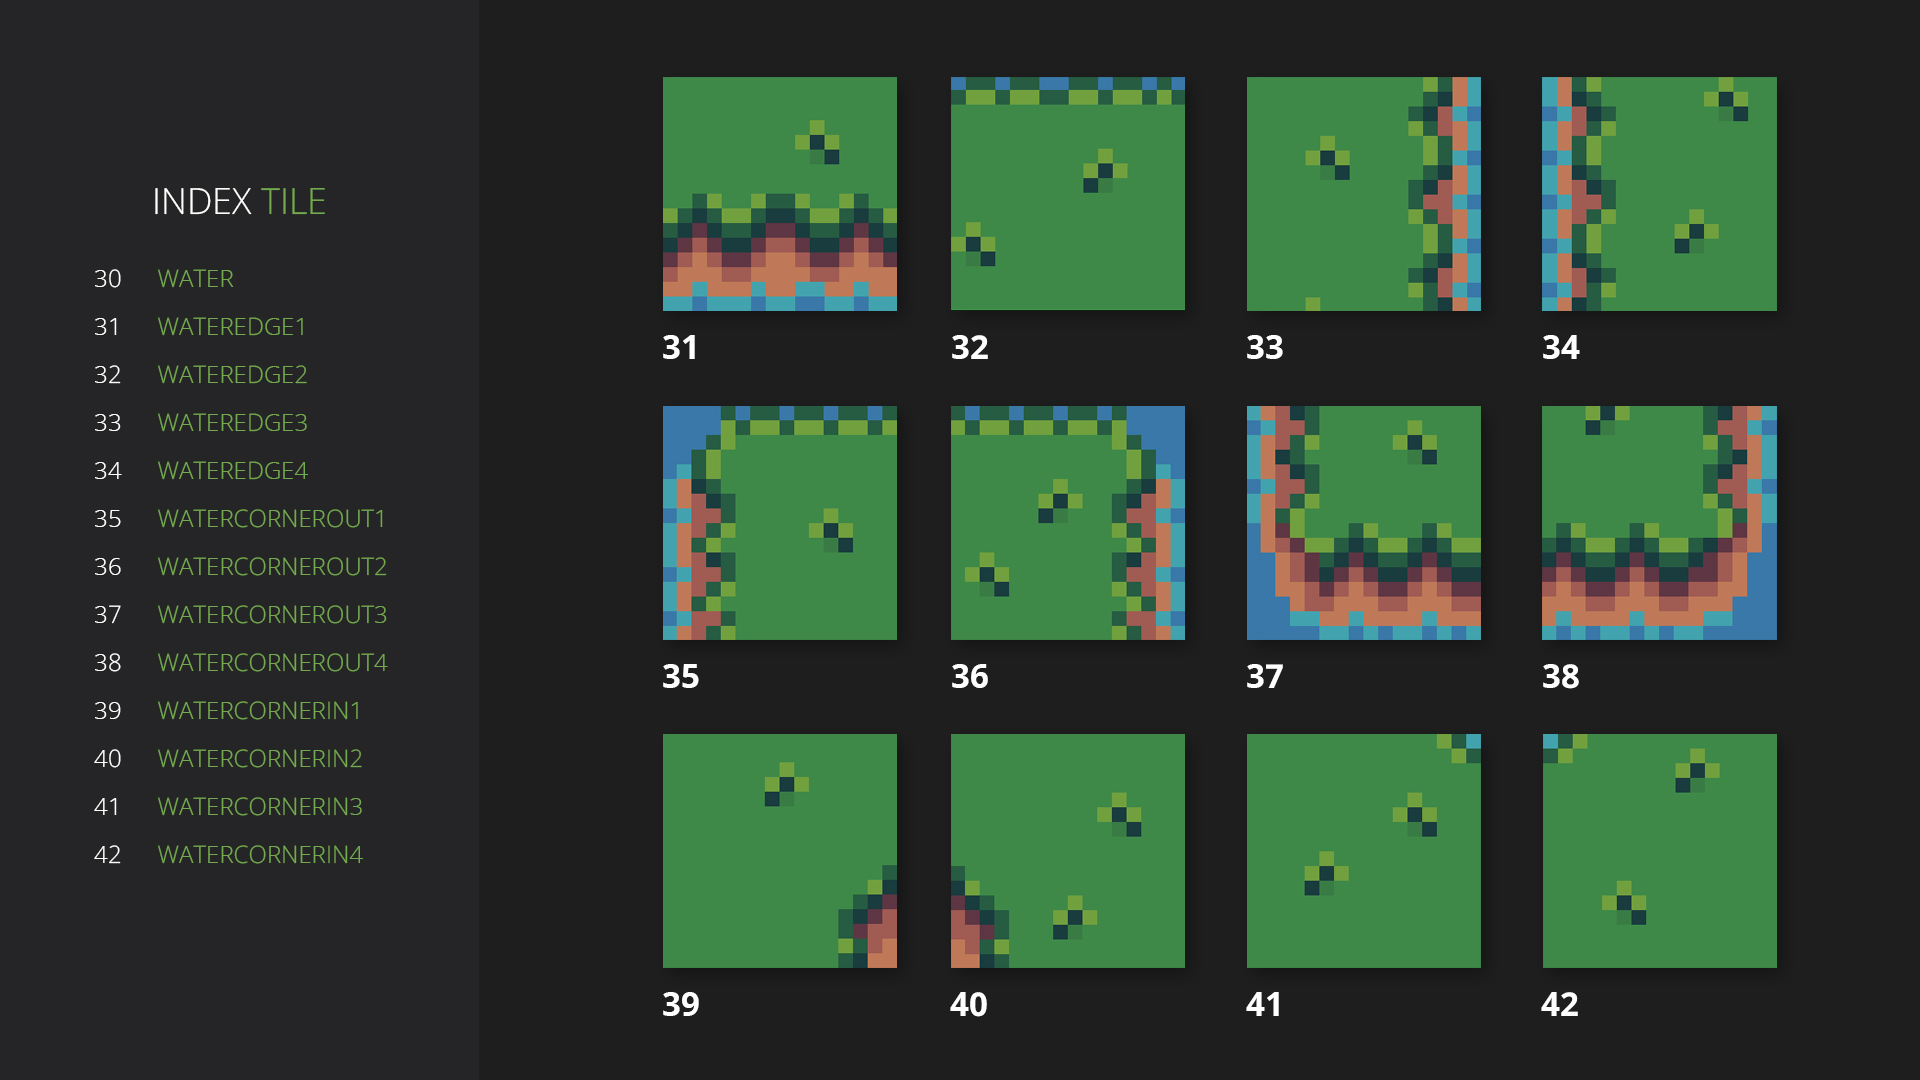 INDEX TILE
30 WATER
31 WATEREDGE1
32 WATEREDGE2
33 WATEREDGE3
34 WATEREDGE4
35 WATERCORNEROUT1
36 WATERCORNEROUT2
37 WATERCORNEROUT3
38 WATERCORNEROUT4
39 WATERCORNERIN1
40 WATERCORNERIN2
41 WATERCORNERIN3
42 WATERCORNERIN4
31 32 33 34
35 36 37 38
39 40 41 42